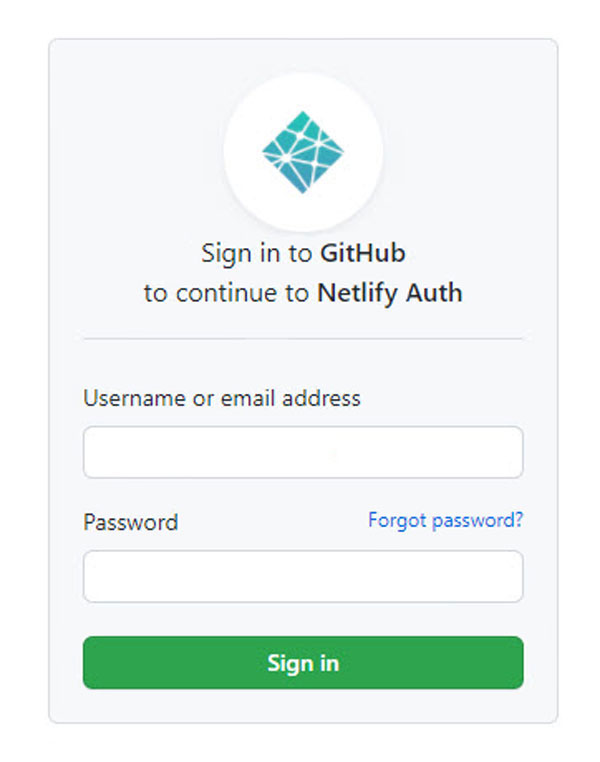 Sign in to GitHub
to continue to Netlify Auth
Username or email address
Password Forgot password?
Sign in